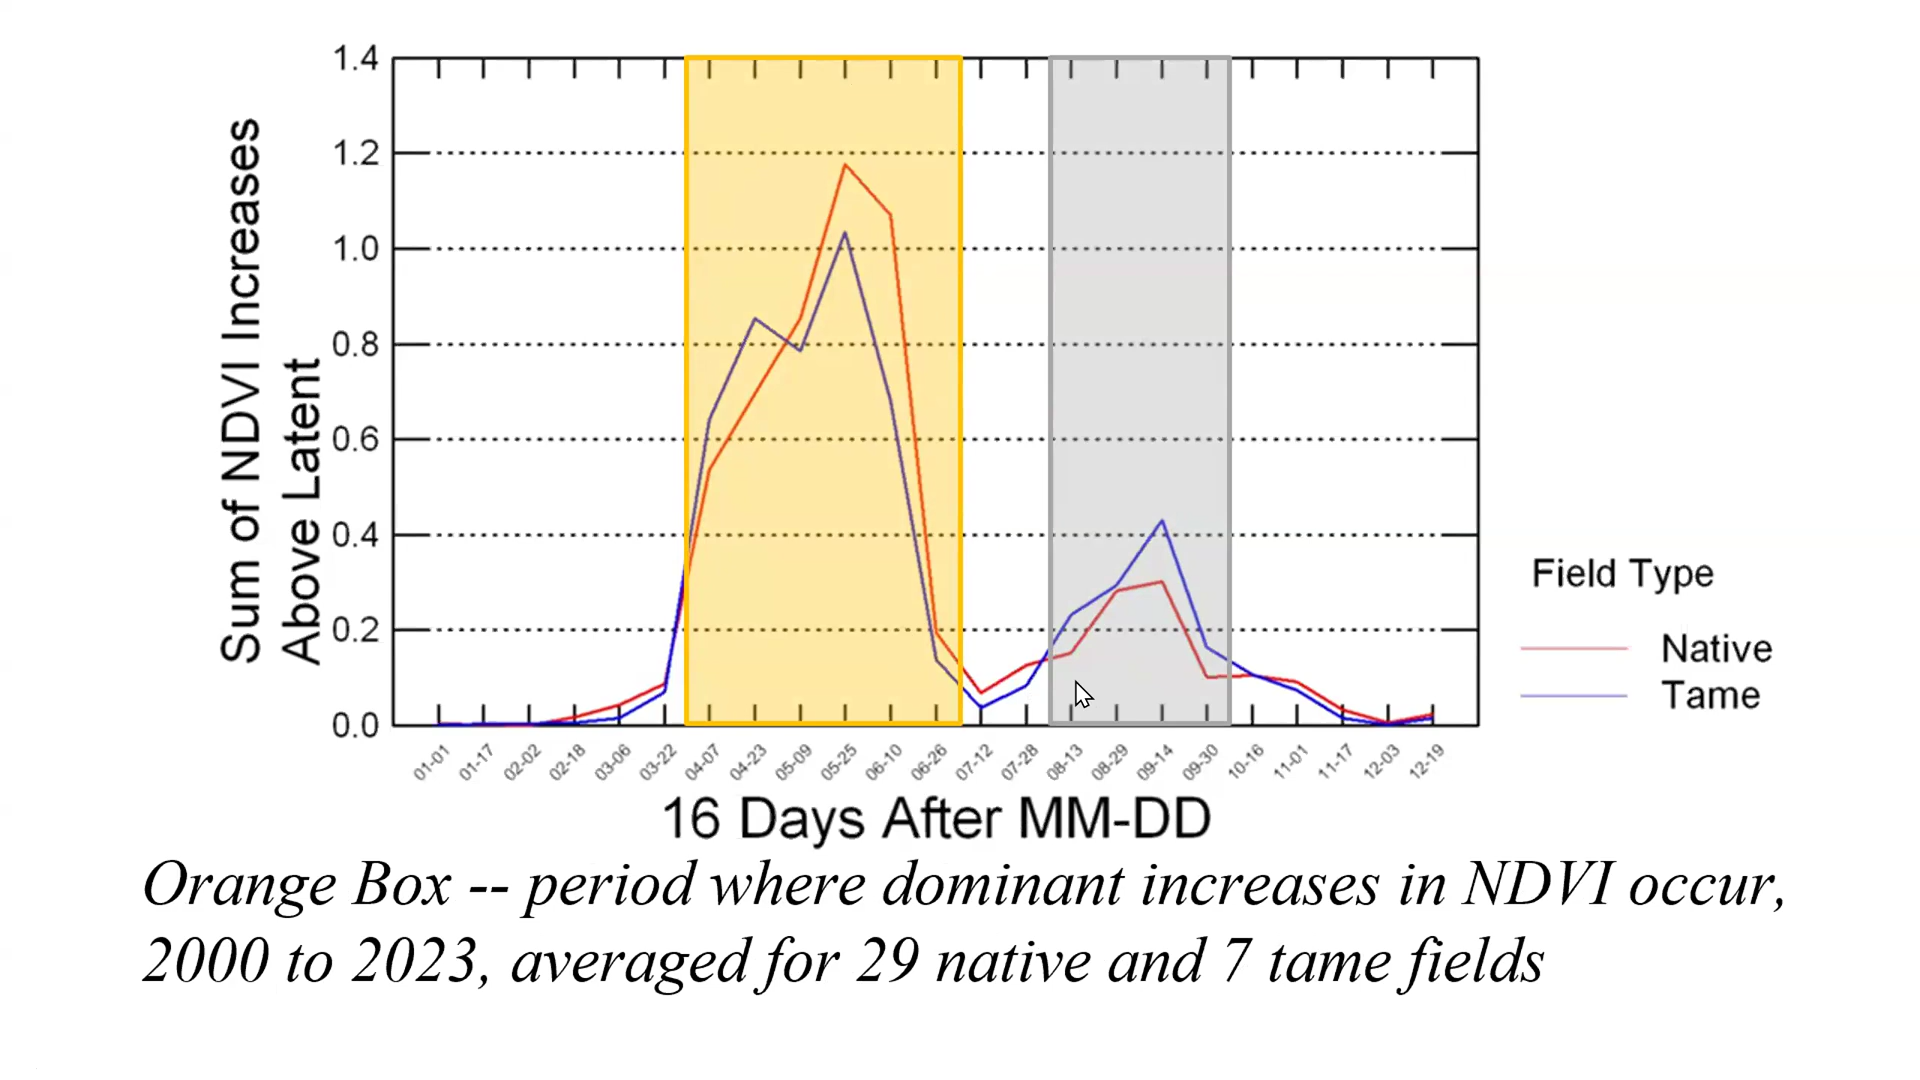 1.4
1.2
1.0
0.8
0.6
0.4
0.2
0.0
Sum of NDVI Increases
Above Latent
01-01 01-17 02-02 02-18 03-06 03-22 04-07 04-23 05-09 05-25 06-10 06-26 07-12 07-28 08-13 08-29 09-14 09-30 10-16 11-01 11-17 12-03 12-19
16 Days After MM-DD
Field Type
Native
Tame
Orange Box -- period where dominant increases in NDVI occur,
2000 to 2023, averaged for 29 native and 7 tame fields